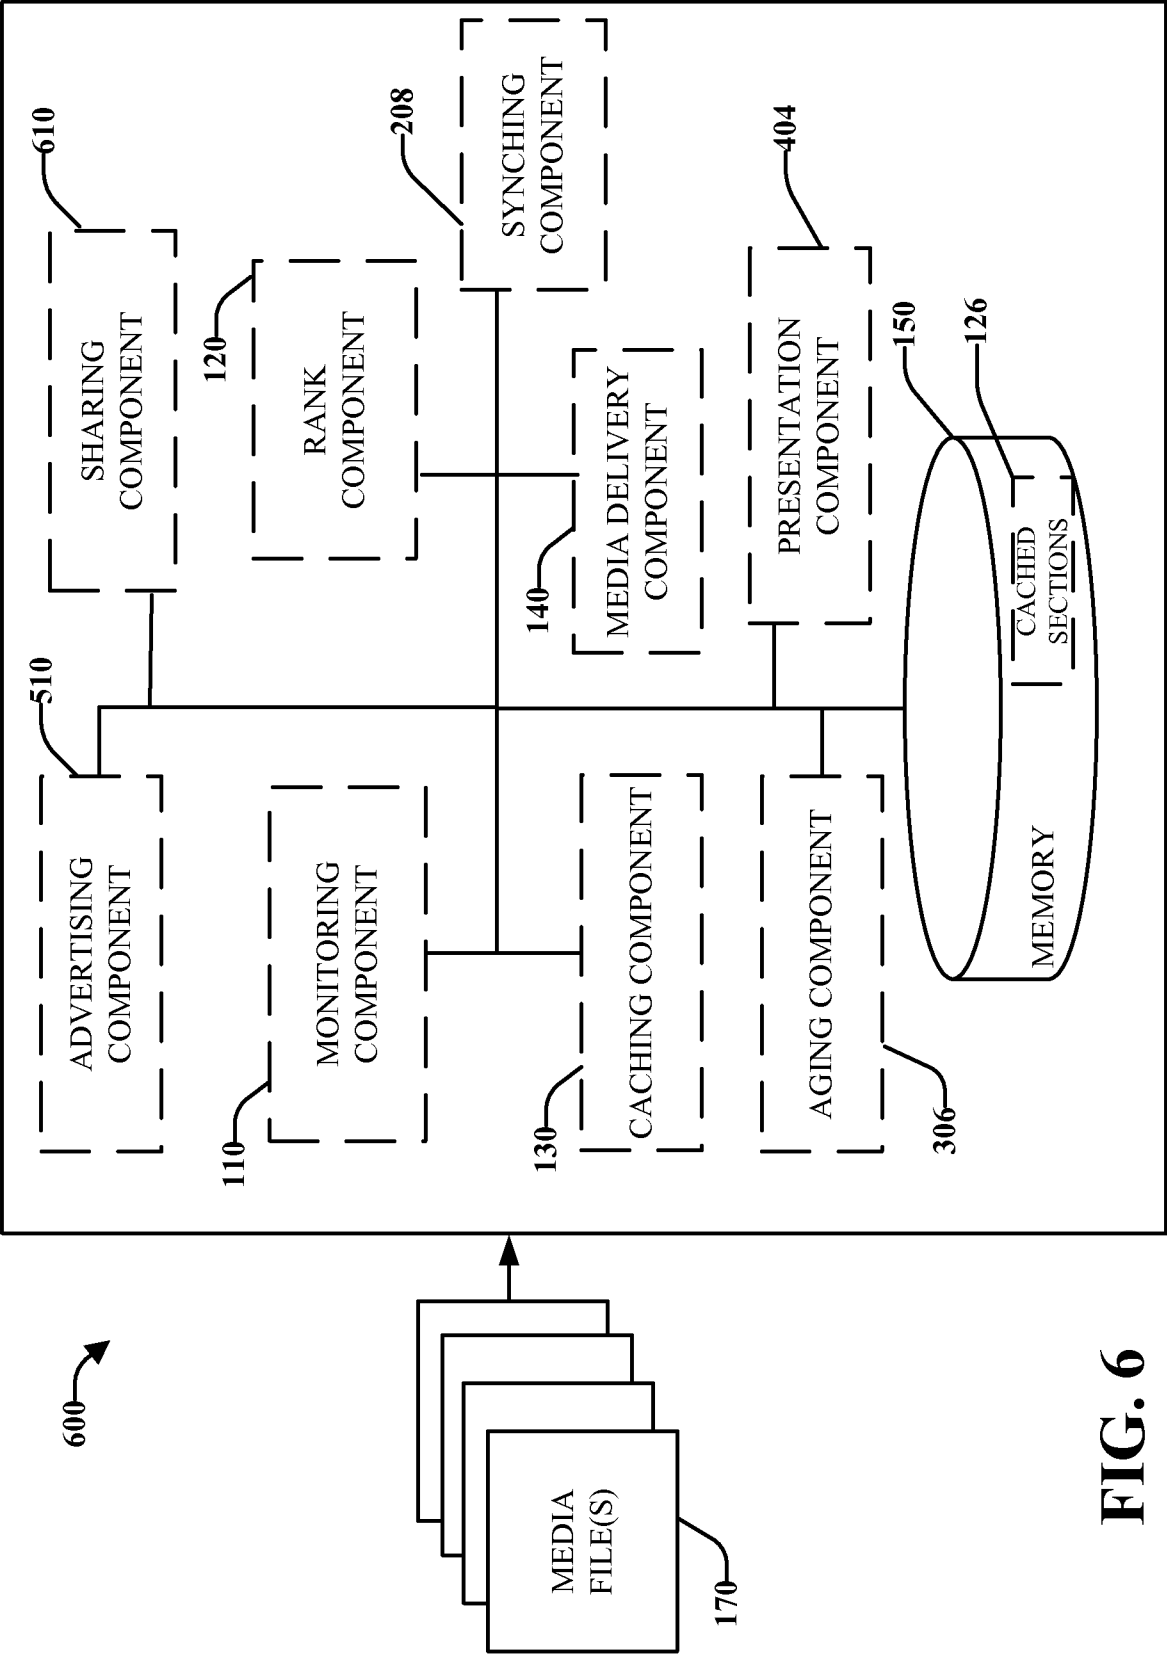 600
510
610
ADVERTISING
COMPONENT
SHARING
COMPONENT
110
120
MONITORING
COMPONENT
RANK
COMPONENT
208
SYNCHING
COMPONENT
MEDIA
FILE(S)
170
130
140
CACHING COMPONENT
MEDIA DELIVERY
COMPONENT
404
AGING COMPONENT
PRESENTATION
COMPONENT
306
150
126
MEMORY
CACHED
SECTIONS
FIG. 6